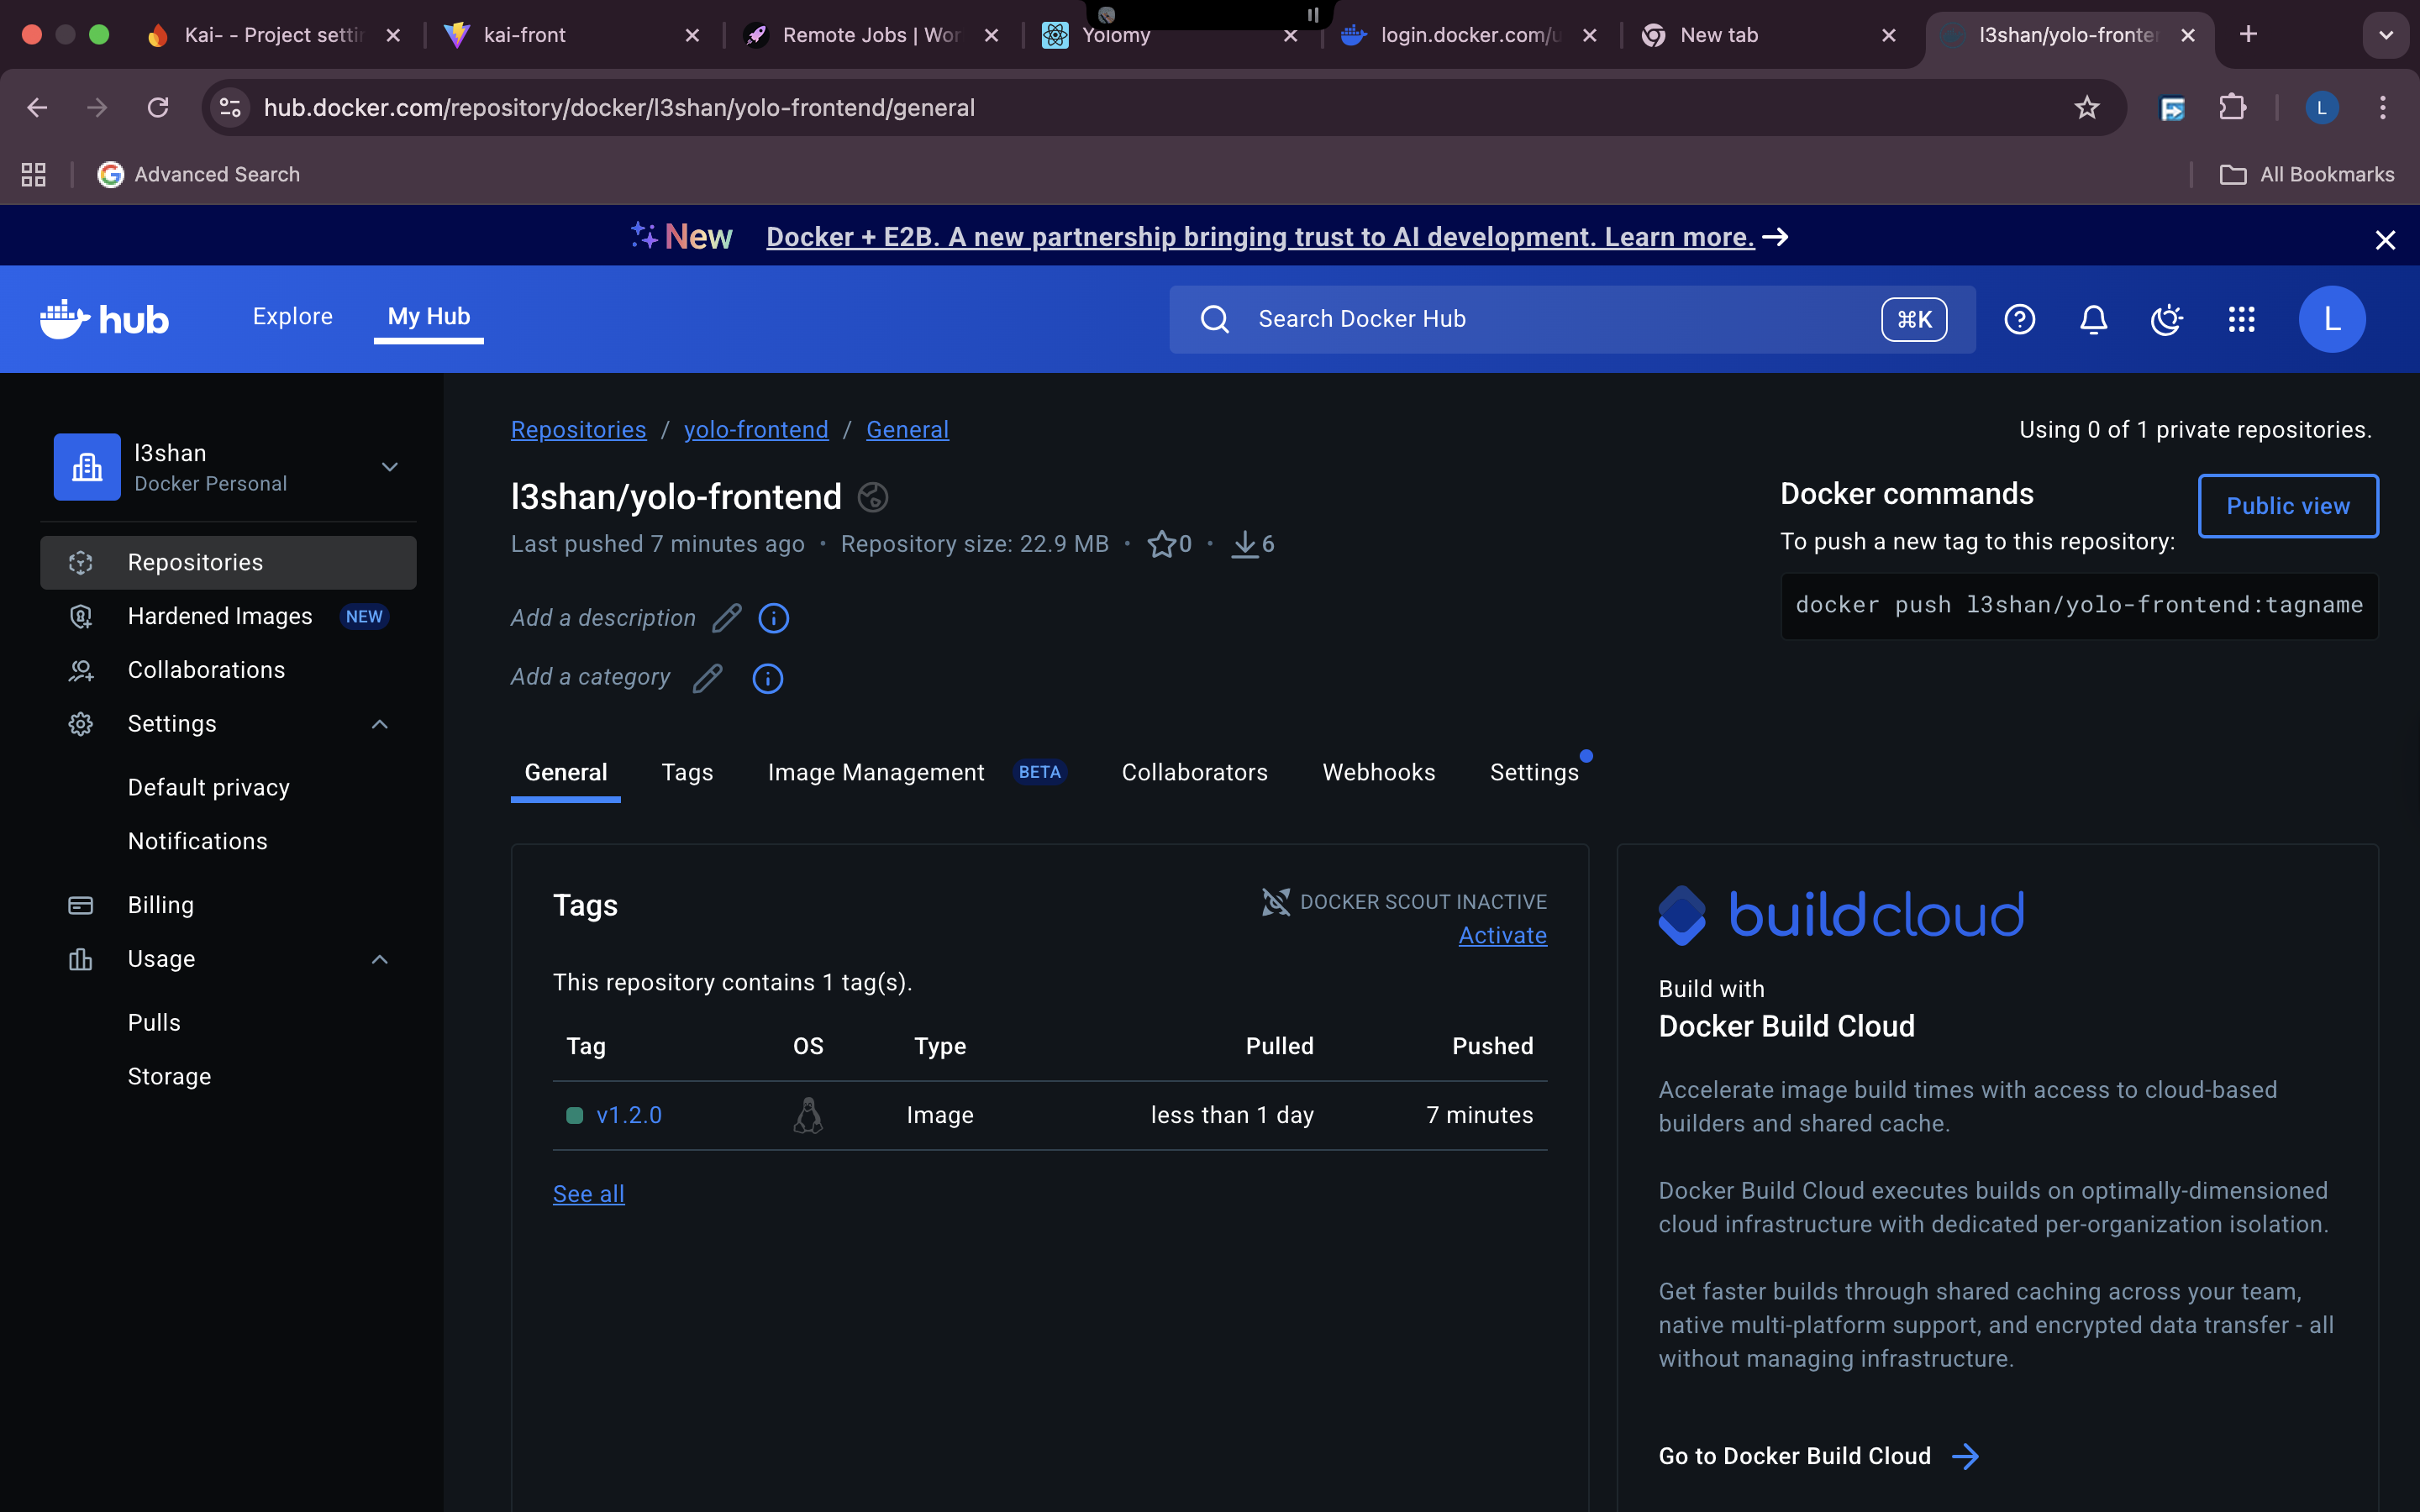 Kai- - Project settin
kai-front
Remote Jobs | Wor
Yolomy
login.docker.com/u
New tab
l3shan/yolo-fronten
hub.docker.com/repository/docker/l3shan/yolo-frontend/general
L
Advanced Search
All Bookmarks
New Docker + E2B. A new partnership bringing trust to AI development. Learn more.
hub
Explore
My Hub
Search Docker Hub
⌘K
L
l3shan
Docker Personal
Repositories
Hardened Images NEW
Collaborations
Settings
Default privacy
Notifications
Billing
Usage
Pulls
Storage
Repositories / yolo-frontend / General
Using 0 of 1 private repositories.
l3shan/yolo-frontend
Last pushed 7 minutes ago • Repository size: 22.9 MB • 0 • 6
Add a description
Add a category
Docker commands
Public view
To push a new tag to this repository:
docker push l3shan/yolo-frontend:tagname
General
Tags
Image Management BETA
Collaborators
Webhooks
Settings
Tags
DOCKER SCOUT INACTIVE
Activate
This repository contains 1 tag(s).
Tag OS Type Pulled Pushed
v1.2.0 Image less than 1 day 7 minutes
See all
buildcloud
Build with
Docker Build Cloud
Accelerate image build times with access to cloud-based
builders and shared cache.
Docker Build Cloud executes builds on optimally-dimensioned
cloud infrastructure with dedicated per-organization isolation.
Get faster builds through shared caching across your team,
native multi-platform support, and encrypted data transfer - all
without managing infrastructure.
Go to Docker Build Cloud